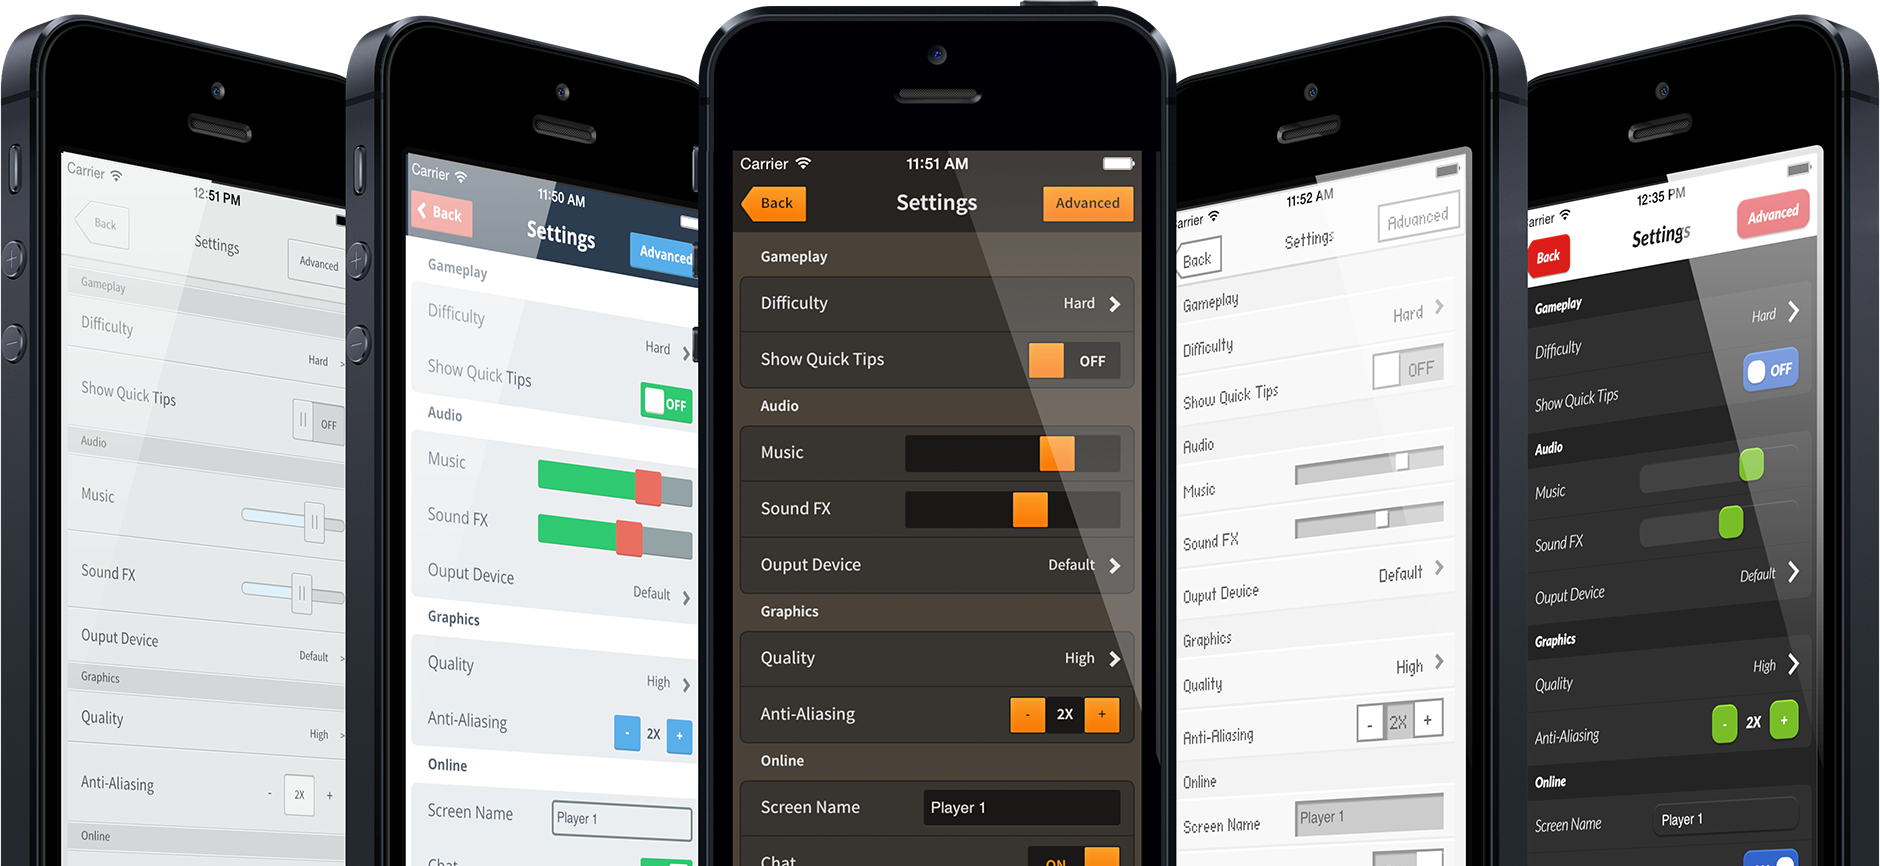 Carrier
12:51 PM
Back
Settings
Advanced
Gameplay
Difficulty
Hard >
Show Quick Tips
OFF
Audio
Music
Sound FX
Ouput Device
Default >
Graphics
Quality
High >
Anti-Aliasing
- 2X +
Online
Carrier
11:50 AM
Back
Settings
Advanced
Gameplay
Difficulty
Hard
Show Quick Tips
OFF
Audio
Music
Sound FX
Ouput Device
Default
Graphics
Quality
High
Anti-Aliasing
- 2X +
Online
Screen Name
Player 1
Chat
Carrier 11:51 AM
Back Settings Advanced
Gameplay
Difficulty Hard
Show Quick Tips OFF
Audio
Music
Sound FX
Ouput Device Default
Graphics
Quality High
Anti-Aliasing - 2X +
Online
Screen Name Player 1
Chat ON
arrier
11:52 AM
Back
Settings
Advanced
Gameplay
Difficulty
Hard
Show Quick Tips
OFF
Audio
Music
Sound FX
Ouput Device
Default
Graphics
Quality
High
Anti-Aliasing
- 2X +
Online
Screen Name
Player 1
arrier
12:35 PM
Back
Settings
Advanced
Gameplay
Difficulty
Hard
Show Quick Tips
OFF
Audio
Music
Sound FX
Ouput Device
Default
Graphics
Quality
High
Anti-Aliasing
- 2X +
Online
Screen Name
Player 1